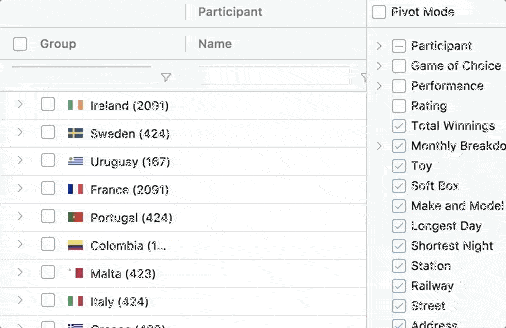 Participant
Pivot Mode
Group
Name
Participant
Game of Choice
Performance
Rating
Total Winnings
Monthly Breakdo
Toy
Soft Box
Make and Model
Longest Day
Shortest Night
Station
Railway
Street
Address
Ireland (2091)
Sweden (424)
Uruguay (167)
France (2091)
Portugal (424)
Colombia (1...
Malta (423)
Italy (424)